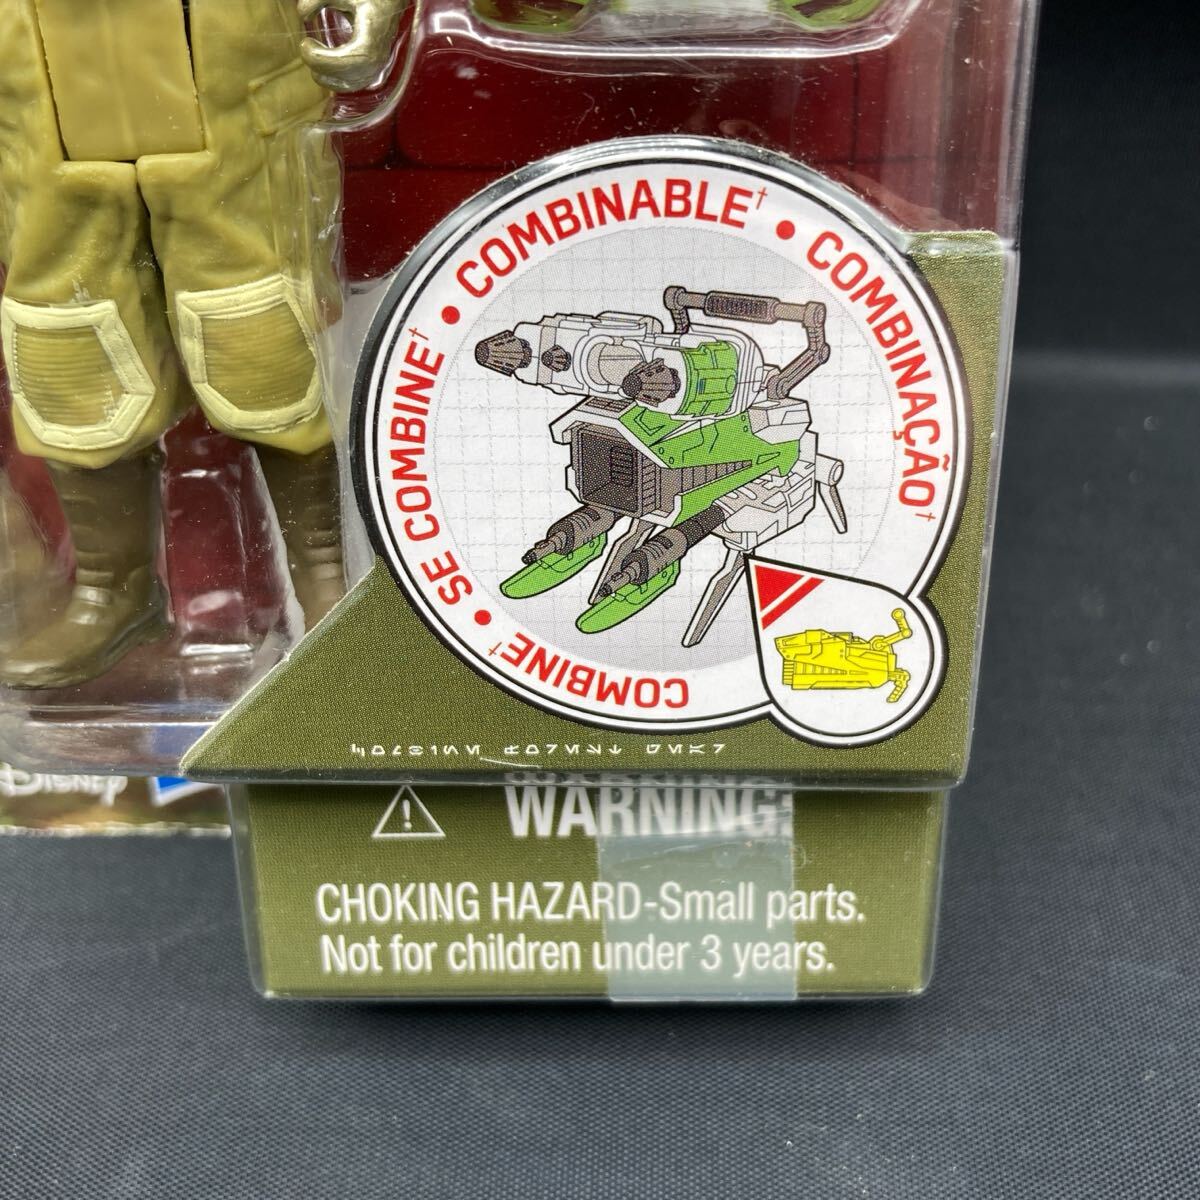 COMBINABLE† • COMBINAÇÃO†
• SE COMBINE†
• COMBINE†
DISNEY
WARNING:
CHOKING HAZARD-Small parts.
Not for children under 3 years.